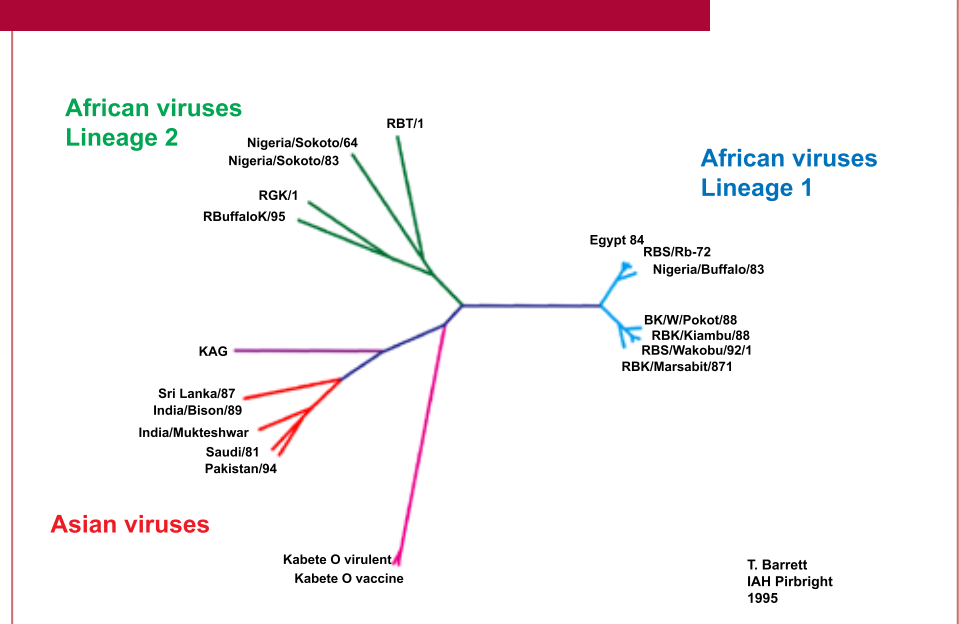 African viruses
Lineage 2
RBT/1
Nigeria/Sokoto/64
Nigeria/Sokoto/83
RGK/1
RBuffaloK/95
African viruses
Lineage 1
Egypt 84
RBS/Rb-72
Nigeria/Buffalo/83
BK/W/Pokot/88
RBK/Kiambu/88
RBS/Wakobu/92/1
RBK/Marsabit/871
KAG
Sri Lanka/87
India/Bison/89
India/Mukteshwar
Saudi/81
Pakistan/94
Asian viruses
Kabete O virulent
Kabete O vaccine
T. Barrett
IAH Pirbright
1995